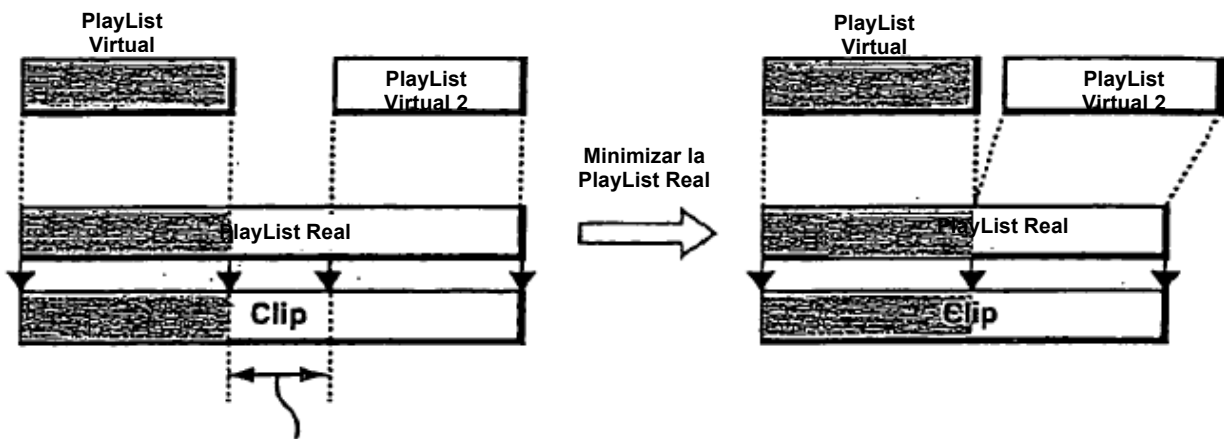 PlayList
Virtual
PlayList
Virtual 2
PlayList Real
Clip
Minimizar la
PlayList Real
PlayList
Virtual
PlayList
Virtual 2
PlayList Real
Clip